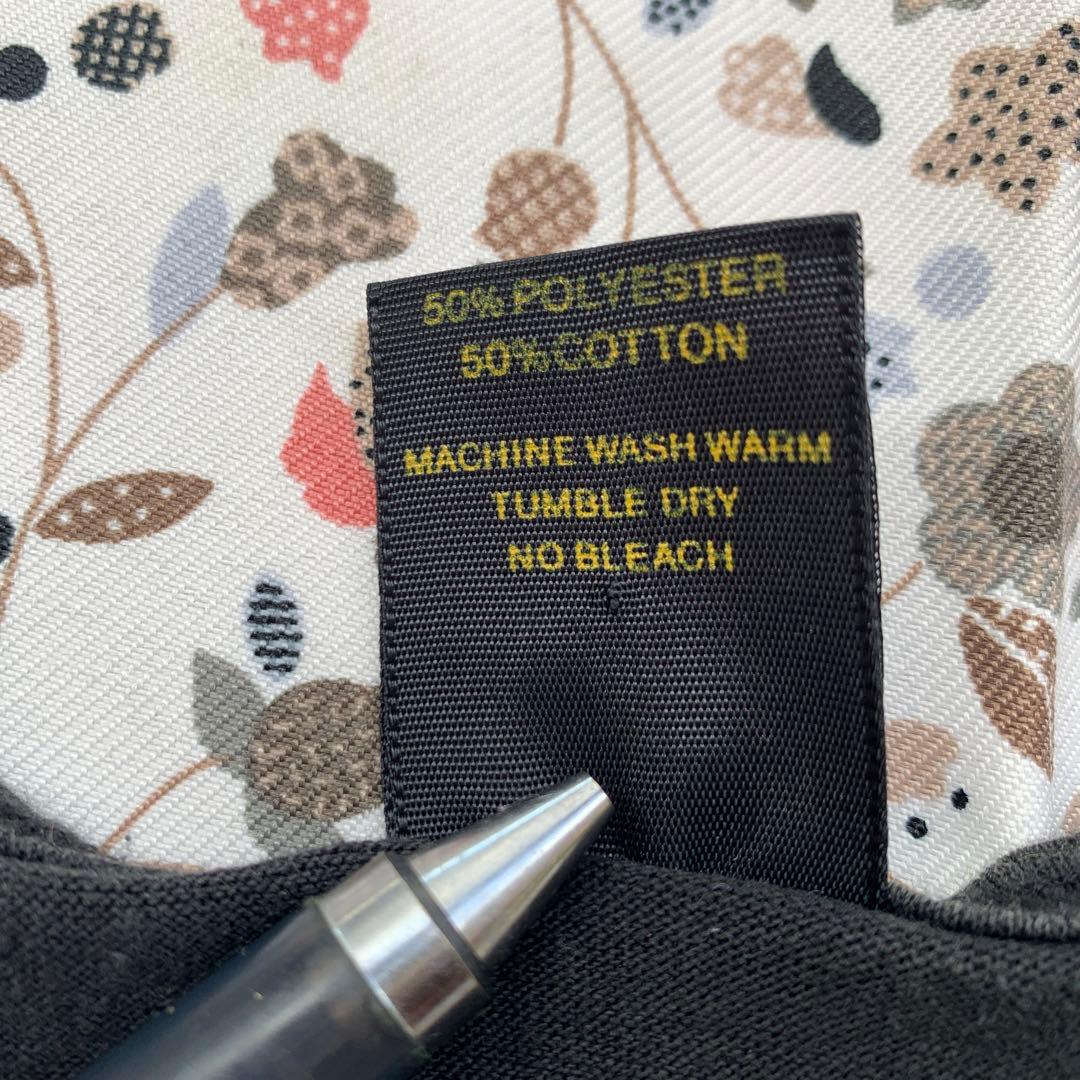 50% POLYESTER
50% COTTON
MACHINE WASH WARM
TUMBLE DRY
NO BLEACH